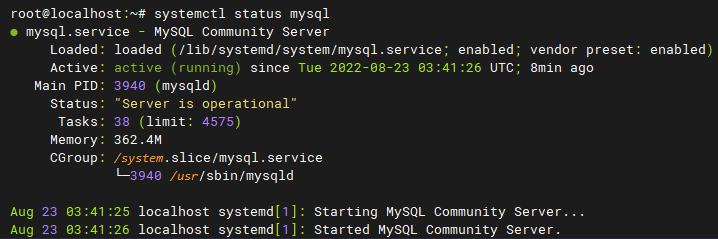 root@localhost:~# systemctl status mysql
● mysql.service - MySQL Community Server
Loaded: loaded (/lib/systemd/system/mysql.service; enabled; vendor preset: enabled)
Active: active (running) since Tue 2022-08-23 03:41:26 UTC; 8min ago
Main PID: 3940 (mysqld)
Status: "Server is operational"
Tasks: 38 (limit: 4575)
Memory: 362.4M
CGroup: /system.slice/mysql.service
└─3940 /usr/sbin/mysqld
Aug 23 03:41:25 localhost systemd[1]: Starting MySQL Community Server...
Aug 23 03:41:26 localhost systemd[1]: Started MySQL Community Server.